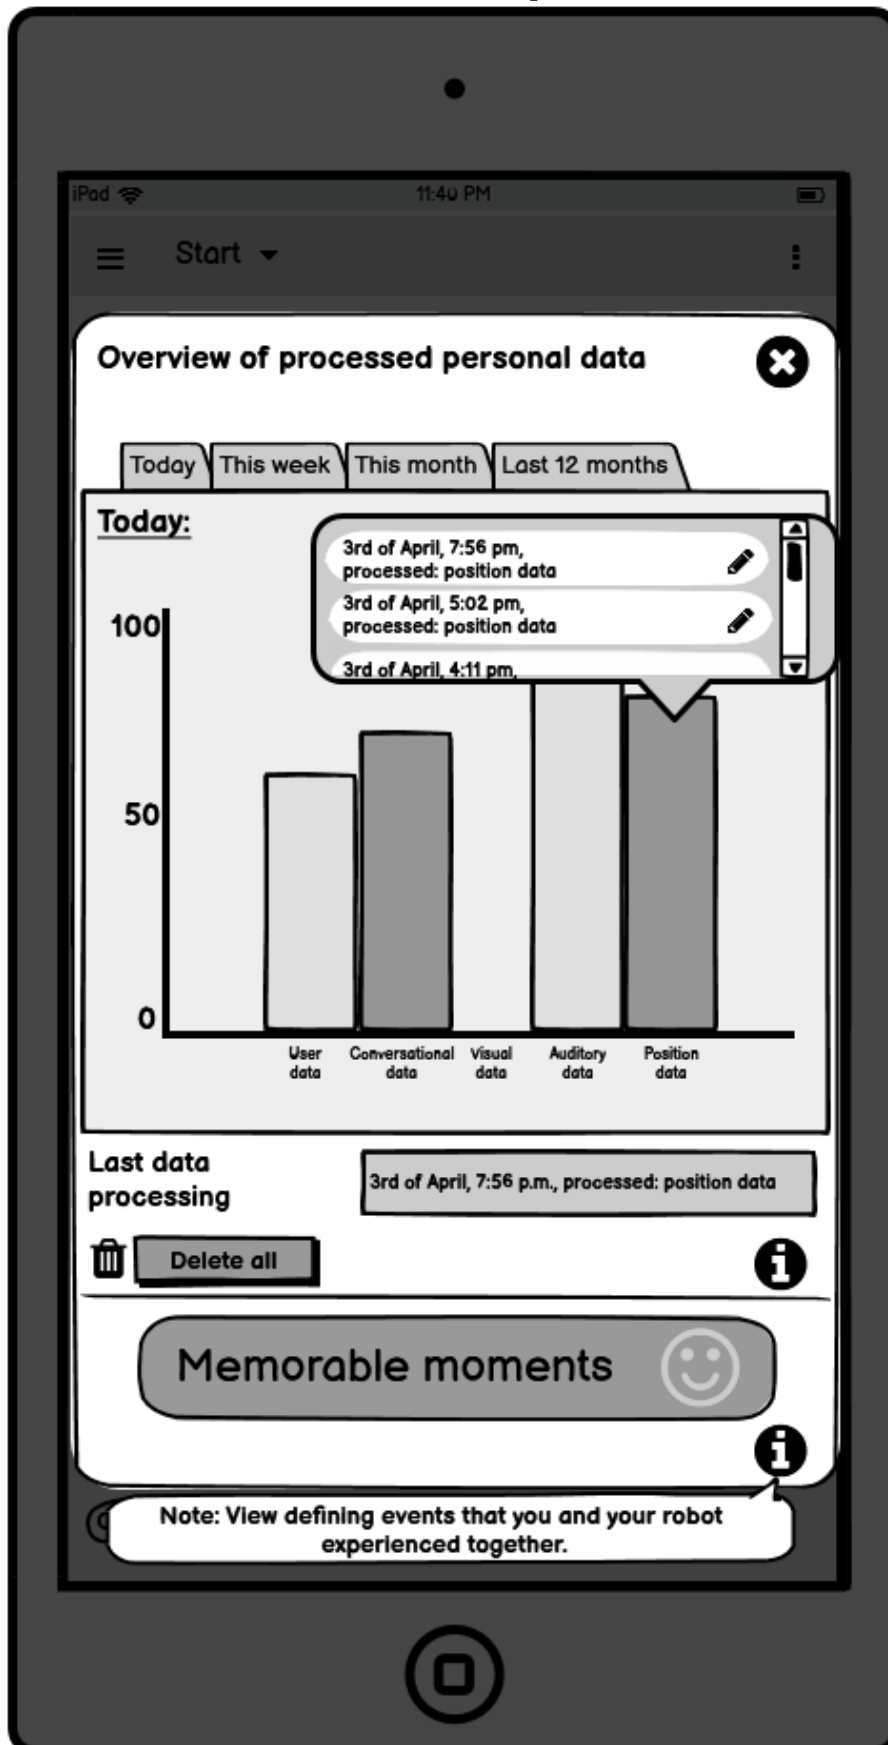 iPad
11:40 PM
Start
Overview of processed personal data
Today
This week
This month
Last 12 months
Today:
3rd of April, 7:56 pm,
processed: position data
3rd of April, 5:02 pm,
processed: position data
3rd of April, 4:11 pm,
100
50
0
User
data
Conversational
data
Visual
data
Auditory
data
Position
data
Last data
processing
3rd of April, 7:56 p.m., processed: position data
Delete all
Memorable moments
Note: View defining events that you and your robot
experienced together.